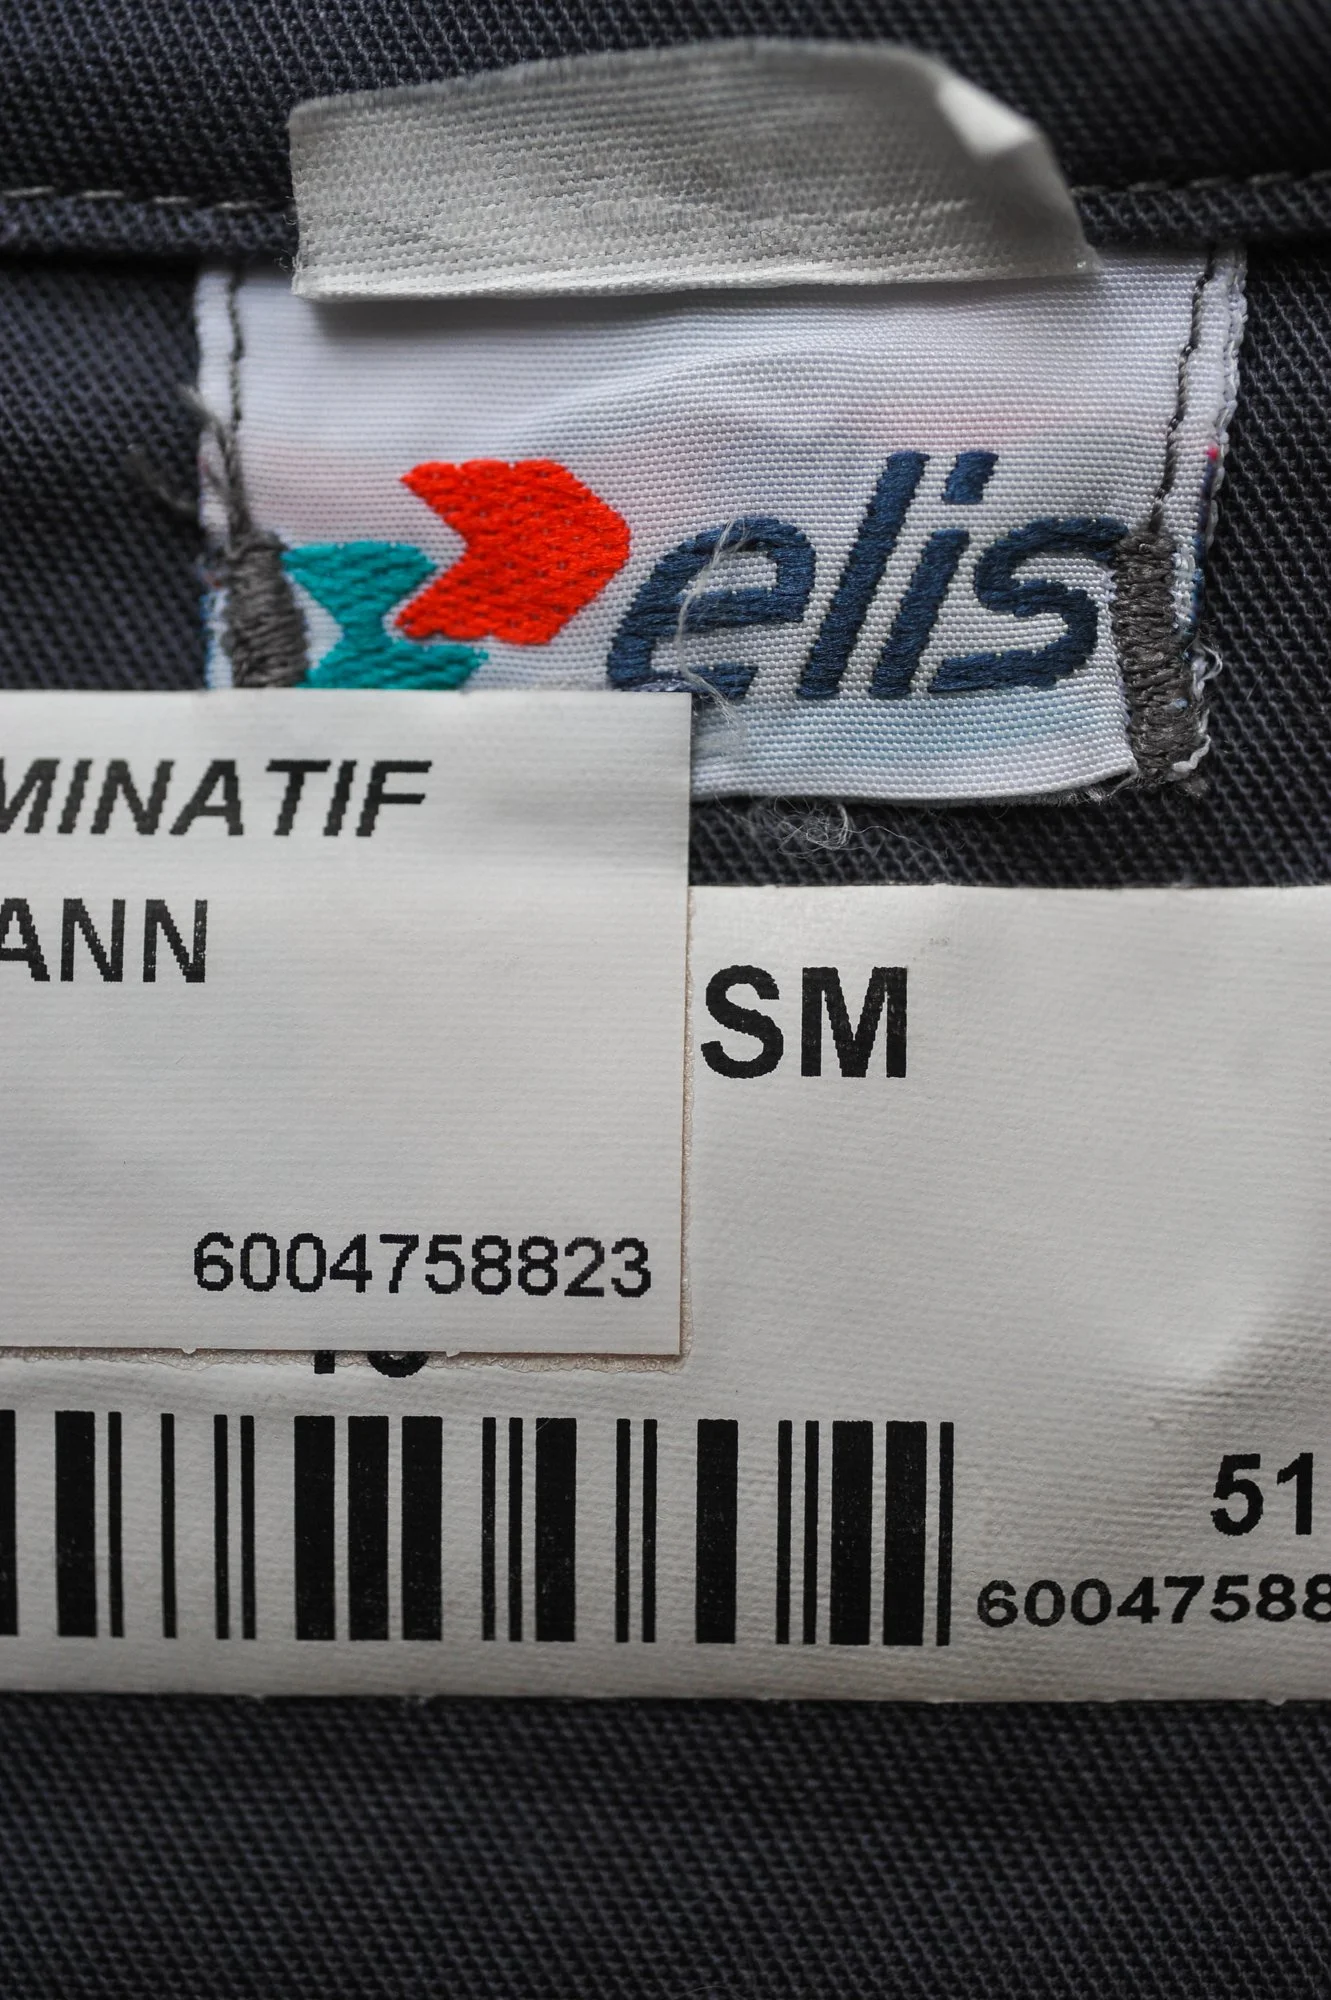 elis
MINATIF
ANN
SM
6004758823
51
60047588